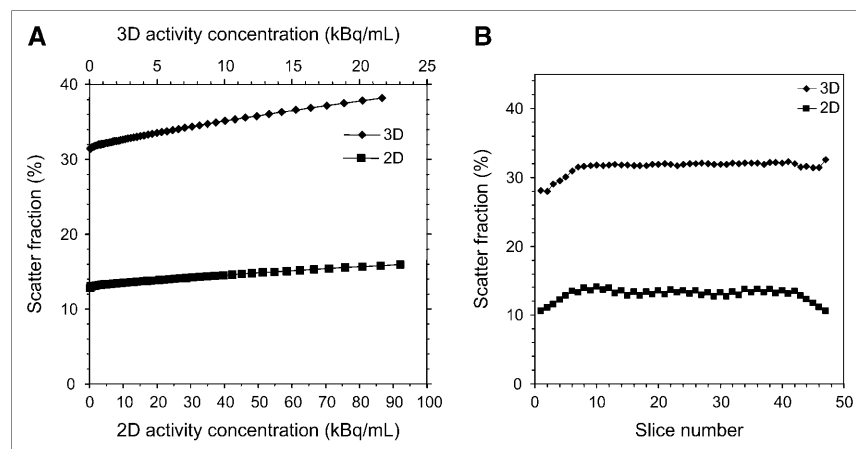 A
3D activity concentration (kBq/mL)
0 5 10 15 20 25
Scatter fraction (%)
40
30
20
10
0
3D
2D
0 10 20 30 40 50 60 70 80 90 100
2D activity concentration (kBq/mL)
B
Scatter fraction (%)
40
30
20
10
0
3D
2D
0 10 20 30 40 50
Slice number